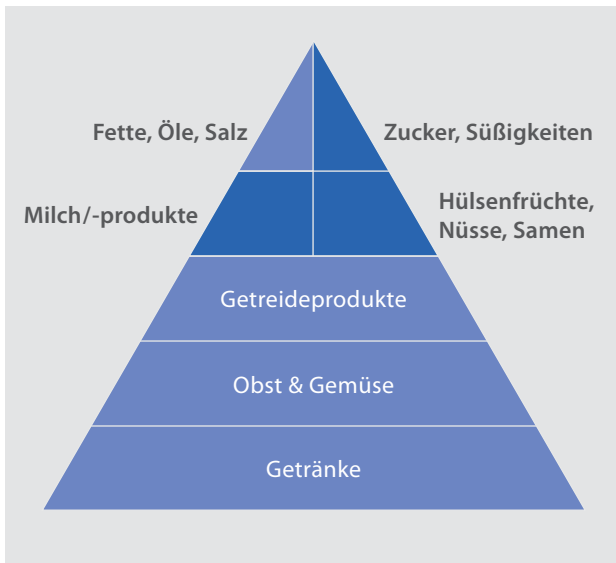 Fette, Öle, Salz
Zucker, Süßigkeiten
Milch/-produkte
Hülsenfrüchte,
Nüsse, Samen
Getreideprodukte
Obst & Gemüse
Getränke